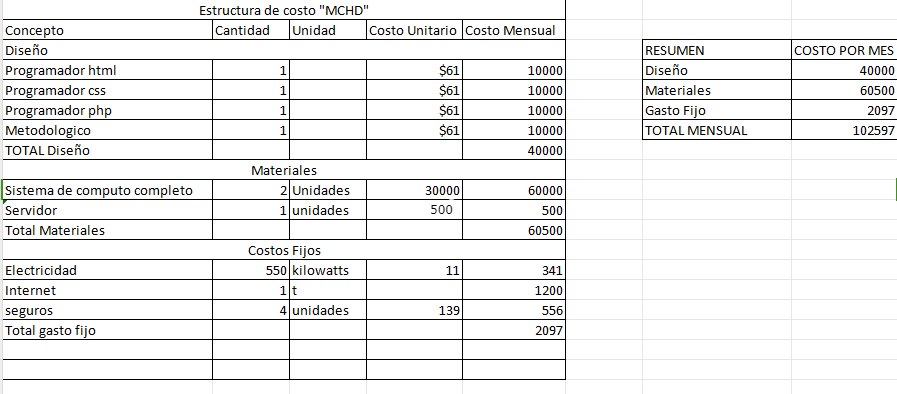 Estructura de costo "MCHD"
Concepto Cantidad Unidad Costo Unitario Costo Mensual
Diseño RESUMEN COSTO POR MES
Programador html 1 $61 10000 Diseño 40000
Programador css 1 $61 10000 Materiales 60500
Programador php 1 $61 10000 Gasto Fijo 2097
Metodologico 1 $61 10000 TOTAL MENSUAL 102597
TOTAL Diseño 40000
Materiales
Sistema de computo completo 2 Unidades 30000 60000
Servidor 1 unidades 500 500
Total Materiales 60500
Costos Fijos
Electricidad 550 kilowatts 11 341
Internet 1 t 1200
seguros 4 unidades 139 556
Total gasto fijo 2097